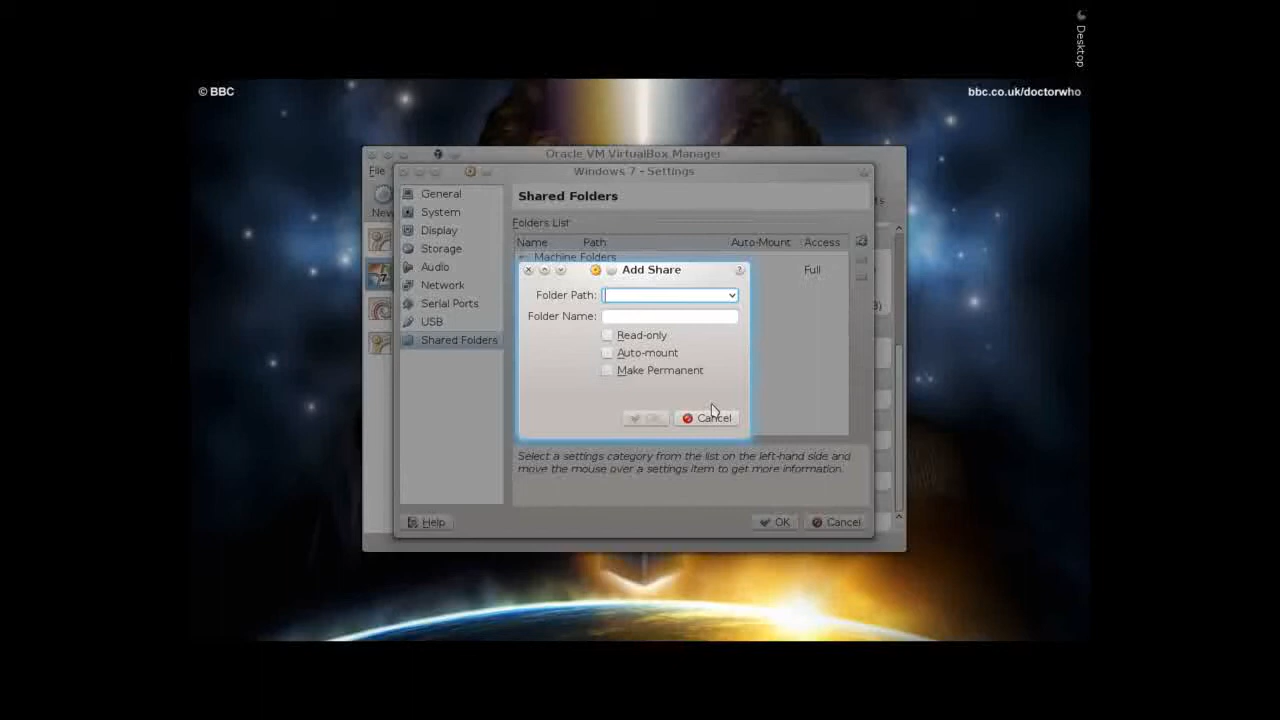 Desktop
© BBC
bbc.co.uk/doctorwho
Oracle VM VirtualBox Manager
File
Windows 7 - Settings
General
System
Display
Storage
Audio
Network
Serial Ports
USB
Shared Folders
Shared Folders
Folders List
Name Path Auto-Mount Access
Machine Folders
Full
Add Share
Folder Path:
Folder Name:
Read-only
Auto-mount
Make Permanent
OK Cancel
Select a settings category from the list on the left-hand side and
move the mouse over a settings item to get more information.
Help OK Cancel